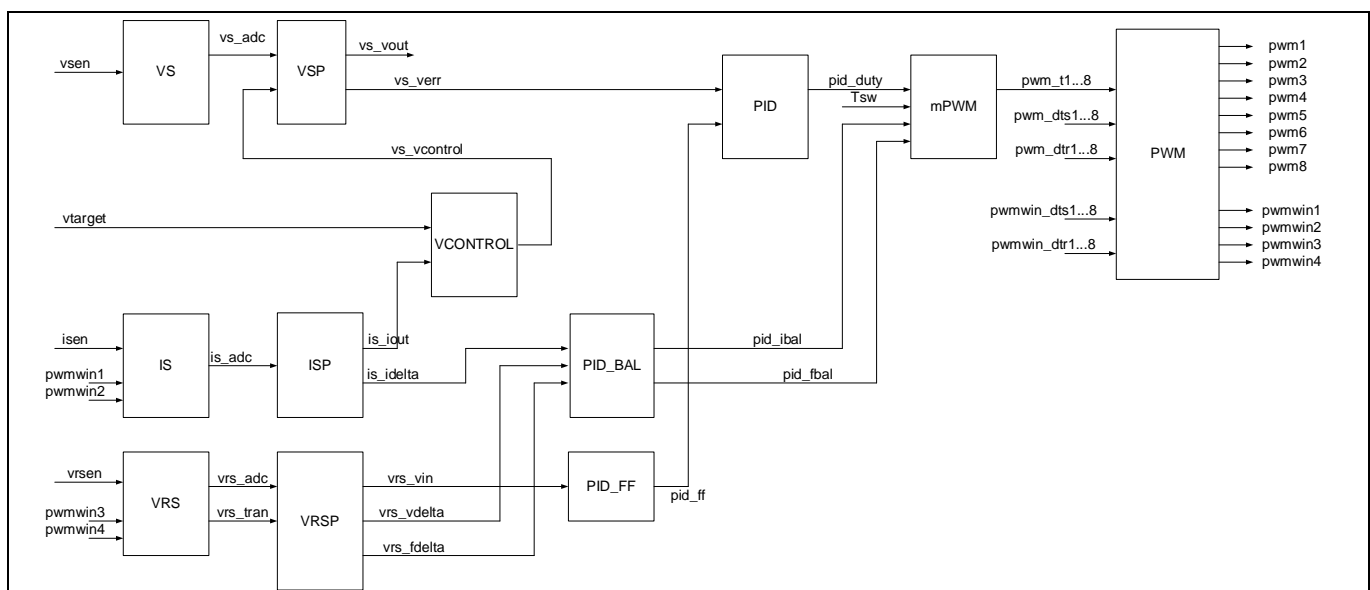 vsen
VS
vs_adc
VSP
vs_vout
vs_verr
vs_vcontrol
PID
pid_duty
Tsw
mPWM
pwm_t1...8
pwm_dts1...8
pwm_dtr1...8
pwmwin_dts1...8
pwmwin_dtr1...8
PWM
pwm1
pwm2
pwm3
pwm4
pwm5
pwm6
pwm7
pwm8
pwmwin1
pwmwin2
pwmwin3
pwmwin4
vtarget
VCONTROL
isen
pwmwin1
pwmwin2
IS
is_adc
ISP
is_iout
is_idelta
PID_BAL
pid_ibal
pid_fbal
vrsen
pwmwin3
pwmwin4
VRS
vrs_adc
vrs_tran
VRSP
vrs_vin
vrs_vdelta
vrs_fdelta
PID_FF
pid_ff